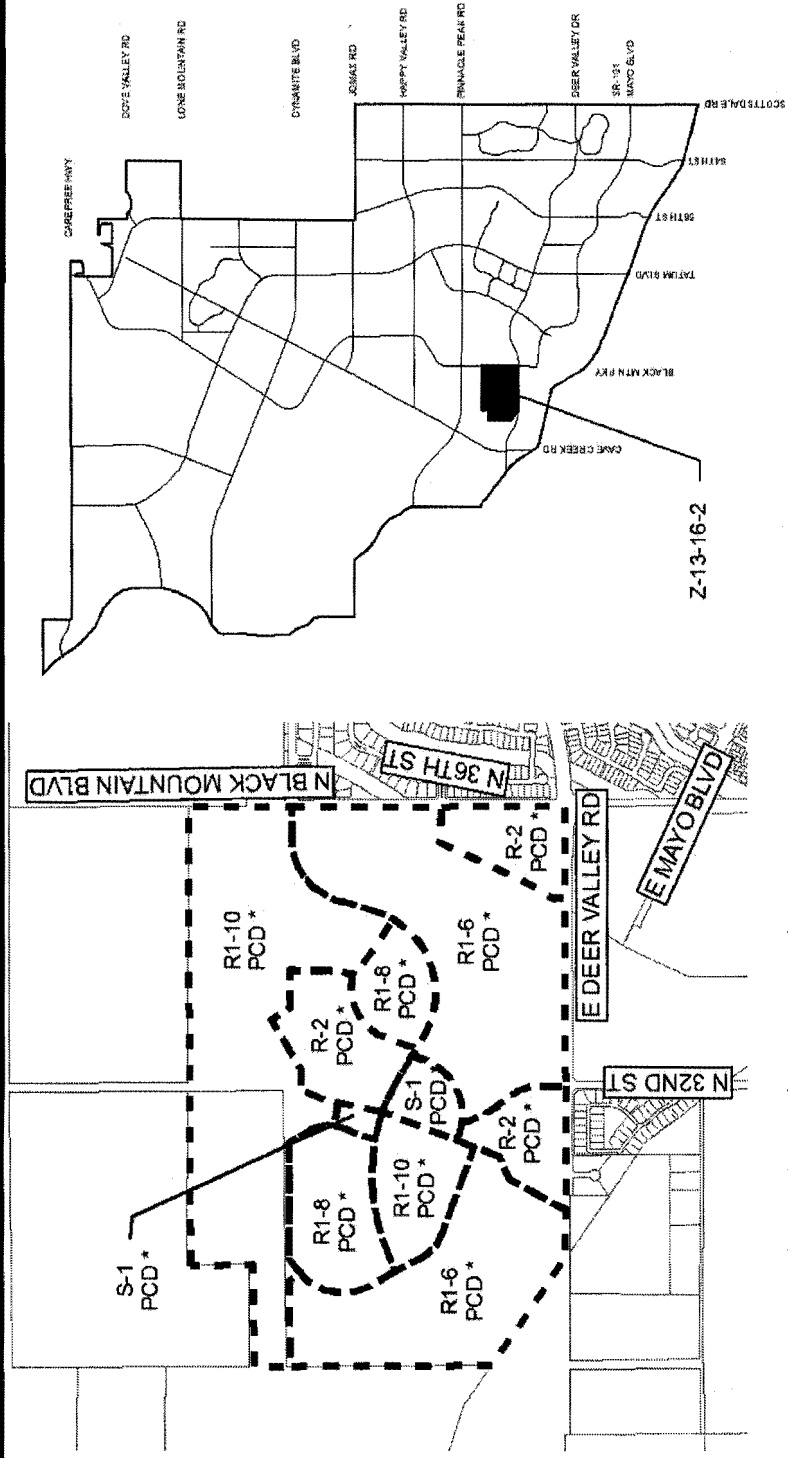 CAREFREE HWY
DOVE VALLEY RD
LONE MOUNTAIN RD
DYNAMITE BLVD
JOMAX RD
HAPPY VALLEY RD
PINNACLE PEAK RD
DEER VALLEY DR
SR-101
MAYO BLVD
SCOTTSDALE RD
64TH ST
56TH ST
TATUM BLVD
BLACK MTN PKY
CAVE CREEK RD
Z-13-16-2
N BLACK MOUNTAIN BLVD
N 36TH ST
R1-10
PCD *
R-2
PCD *
R1-8
PCD *
R1-6
PCD *
R-2
PCD *
S-1
PCD *
R1-8
PCD *
R1-10
PCD *
S-1
PCD
R-2
PCD *
R1-6
PCD *
E DEER VALLEY RD
E MAYO BLVD
N 32ND ST